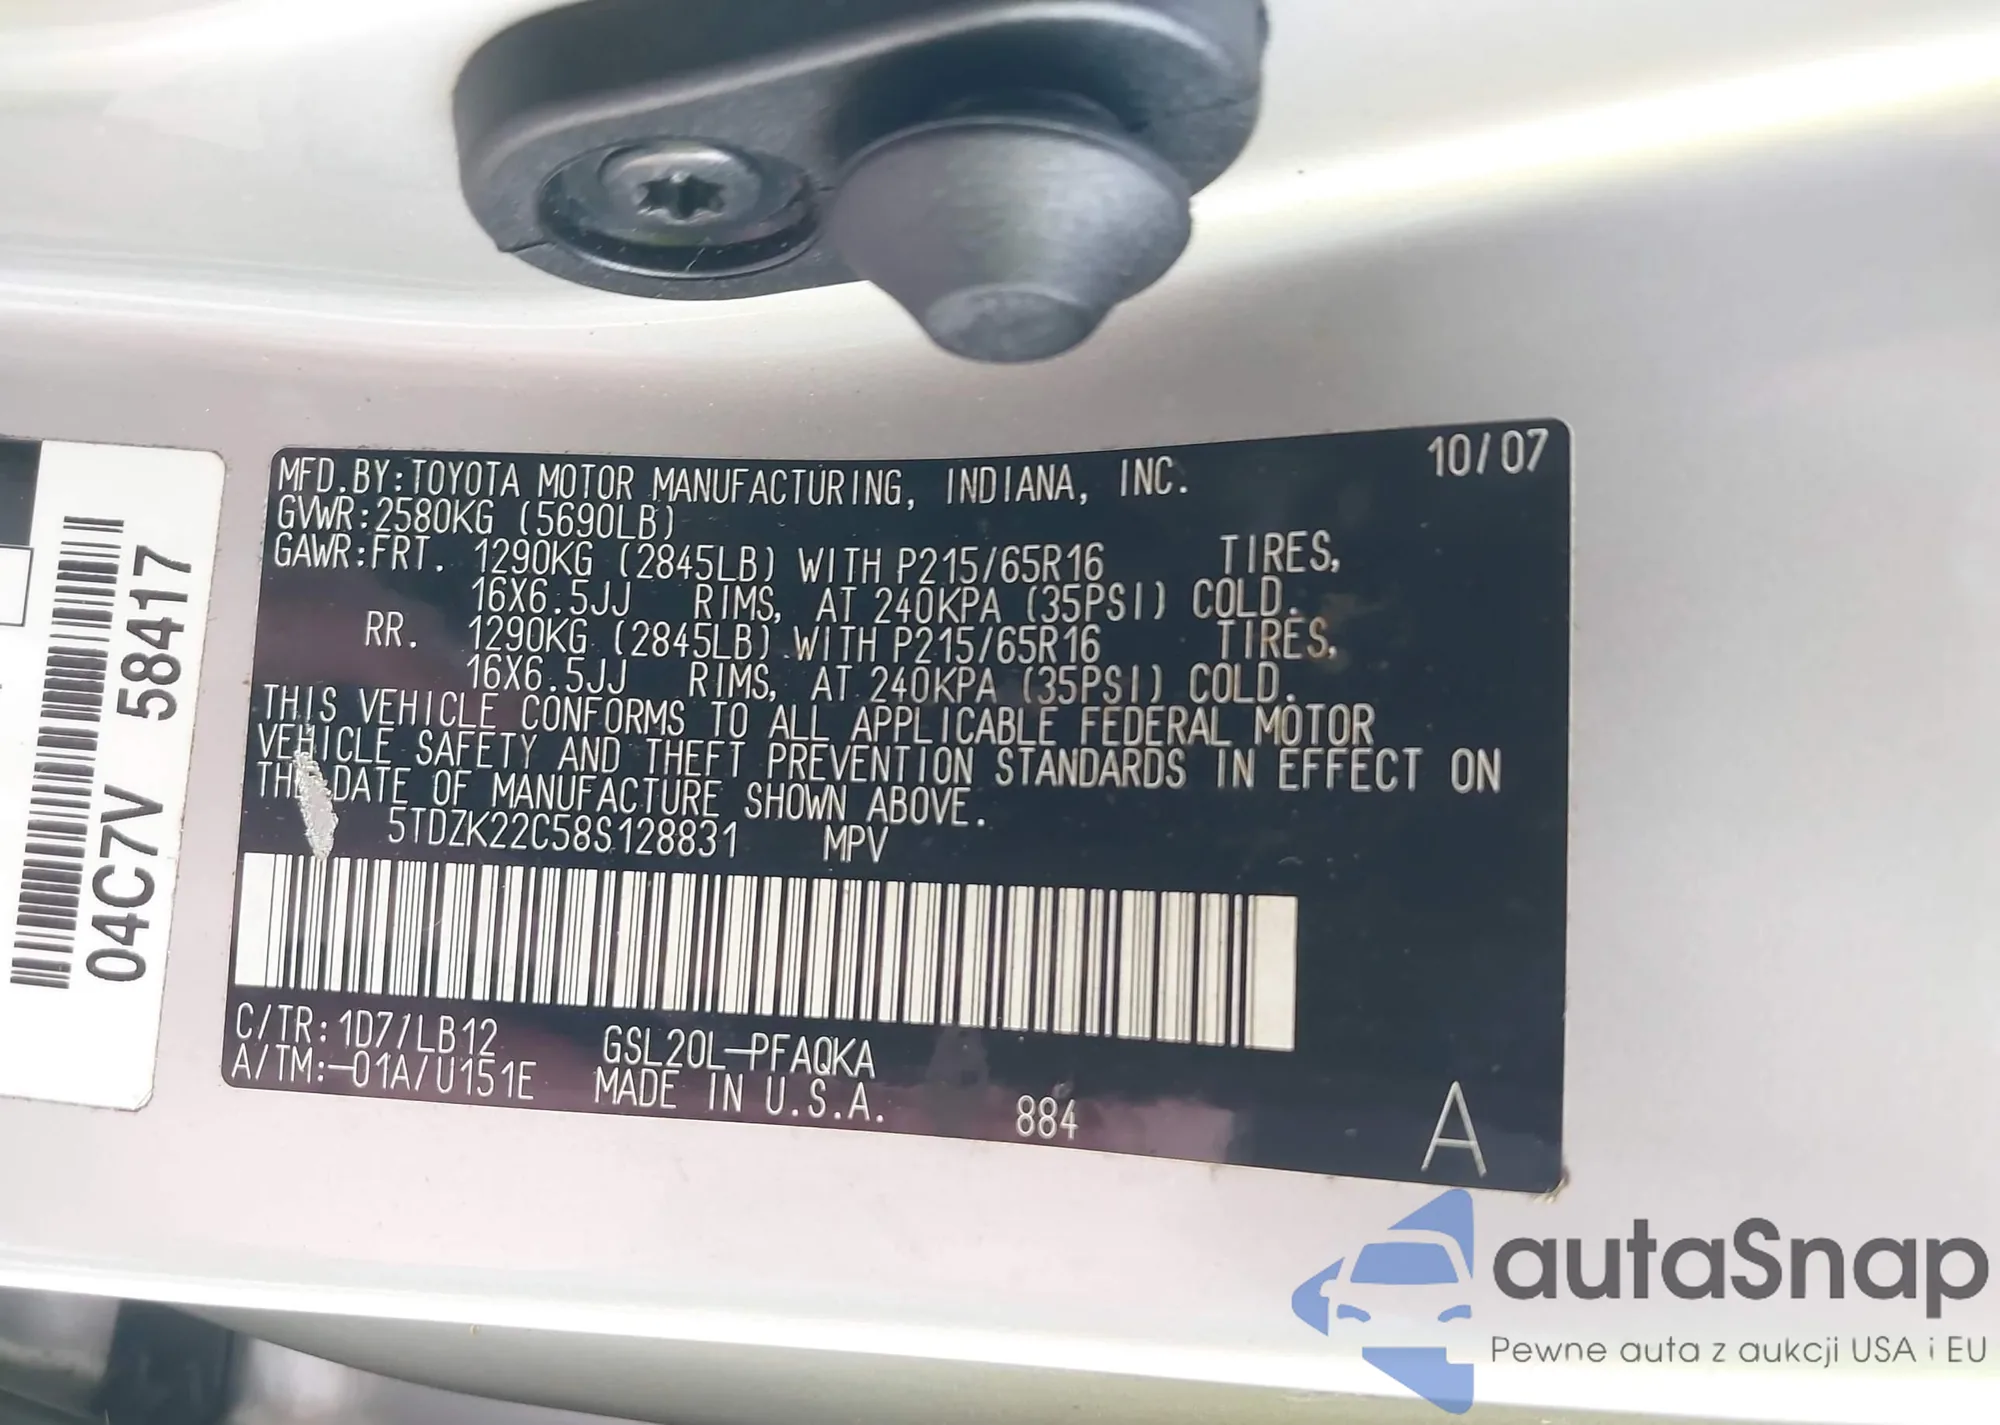 10/07
MFD.BY:TOYOTA MOTOR MANUFACTURING, INDIANA, INC.
GVWR:2580KG (5690LB)
GAWR:FRT. 1290KG (2845LB) WITH P215/65R16 TIRES,
16X6.5JJ RIMS, AT 240KPA (35PSI) COLD.
RR. 1290KG (2845LB) WITH P215/65R16 TIRES,
16X6.5JJ RIMS, AT 240KPA (35PSI) COLD.
THIS VEHICLE CONFORMS TO ALL APPLICABLE FEDERAL MOTOR
VEHICLE SAFETY AND THEFT PREVENTION STANDARDS IN EFFECT ON
THE DATE OF MANUFACTURE SHOWN ABOVE.
5TDZK22C58S128831 MPV
C/TR:1D7/LB12 GSL20L-PFAQKA
A/TM:-01A/U151E MADE IN U.S.A. 884 A
04C7V 58417
autaSnap
Pewne auta z aukcji USA i EU